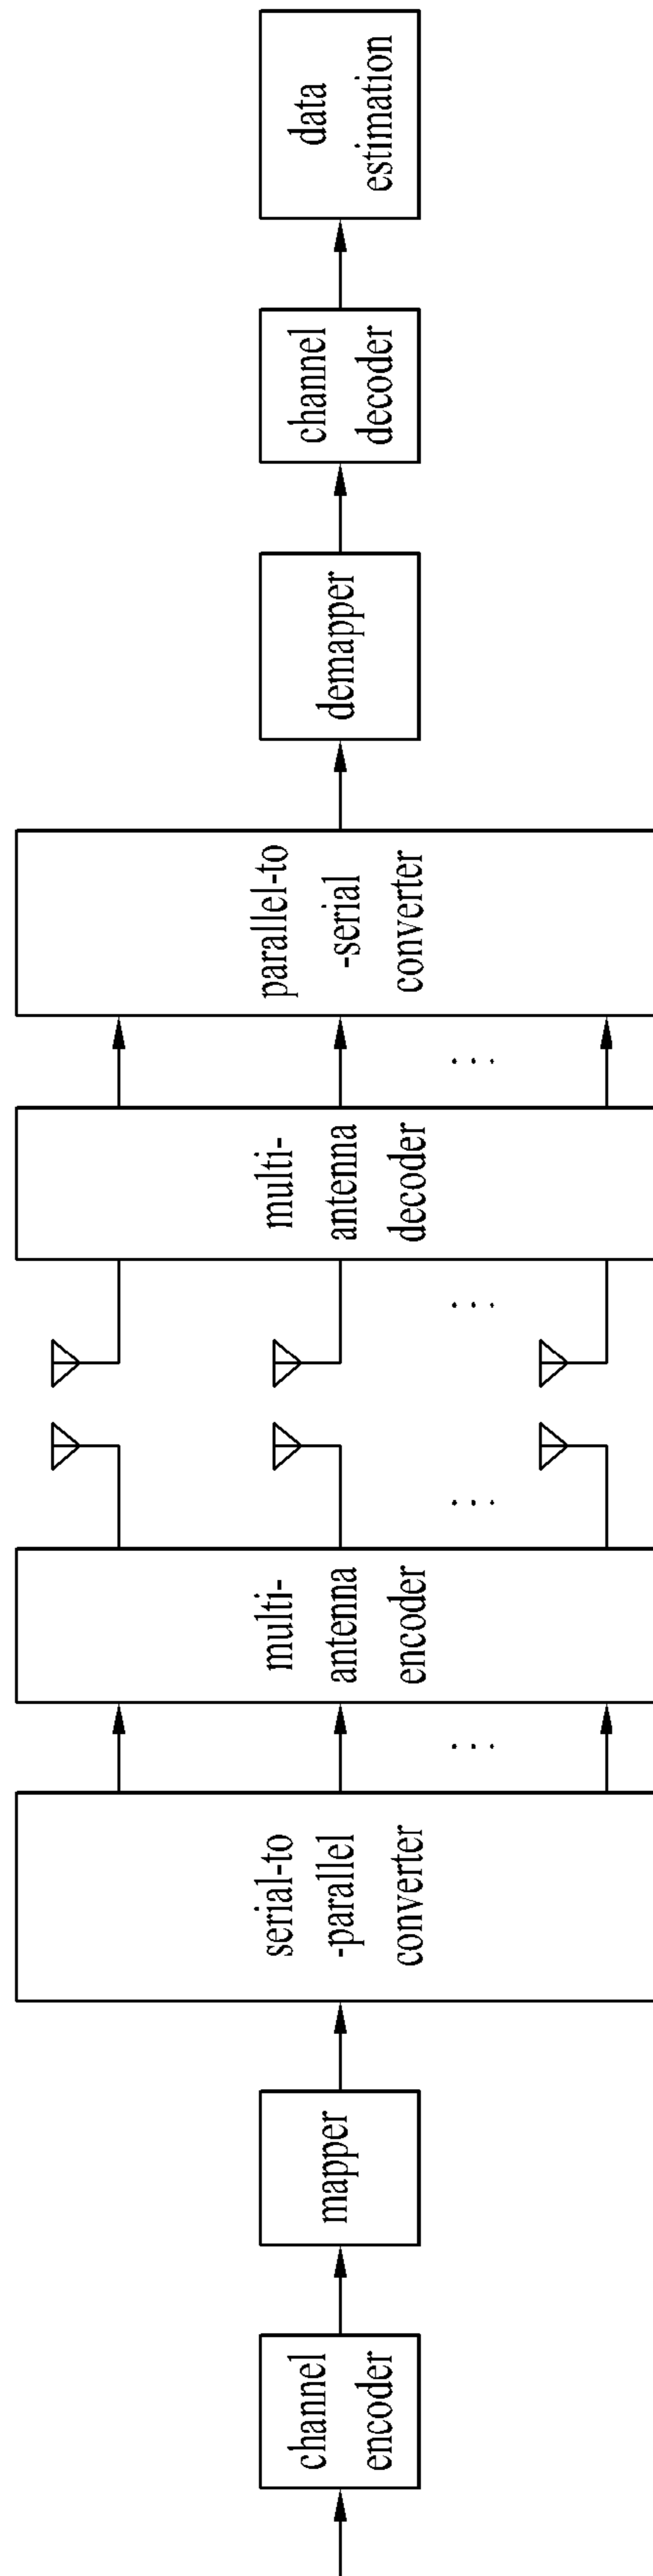 channel
encoder
mapper
serial-to
-parallel
converter
multi-
antenna
encoder
...
...
...
...
multi-
antenna
decoder
parallel-to
-serial
converter
demapper
channel
decoder
data
estimation